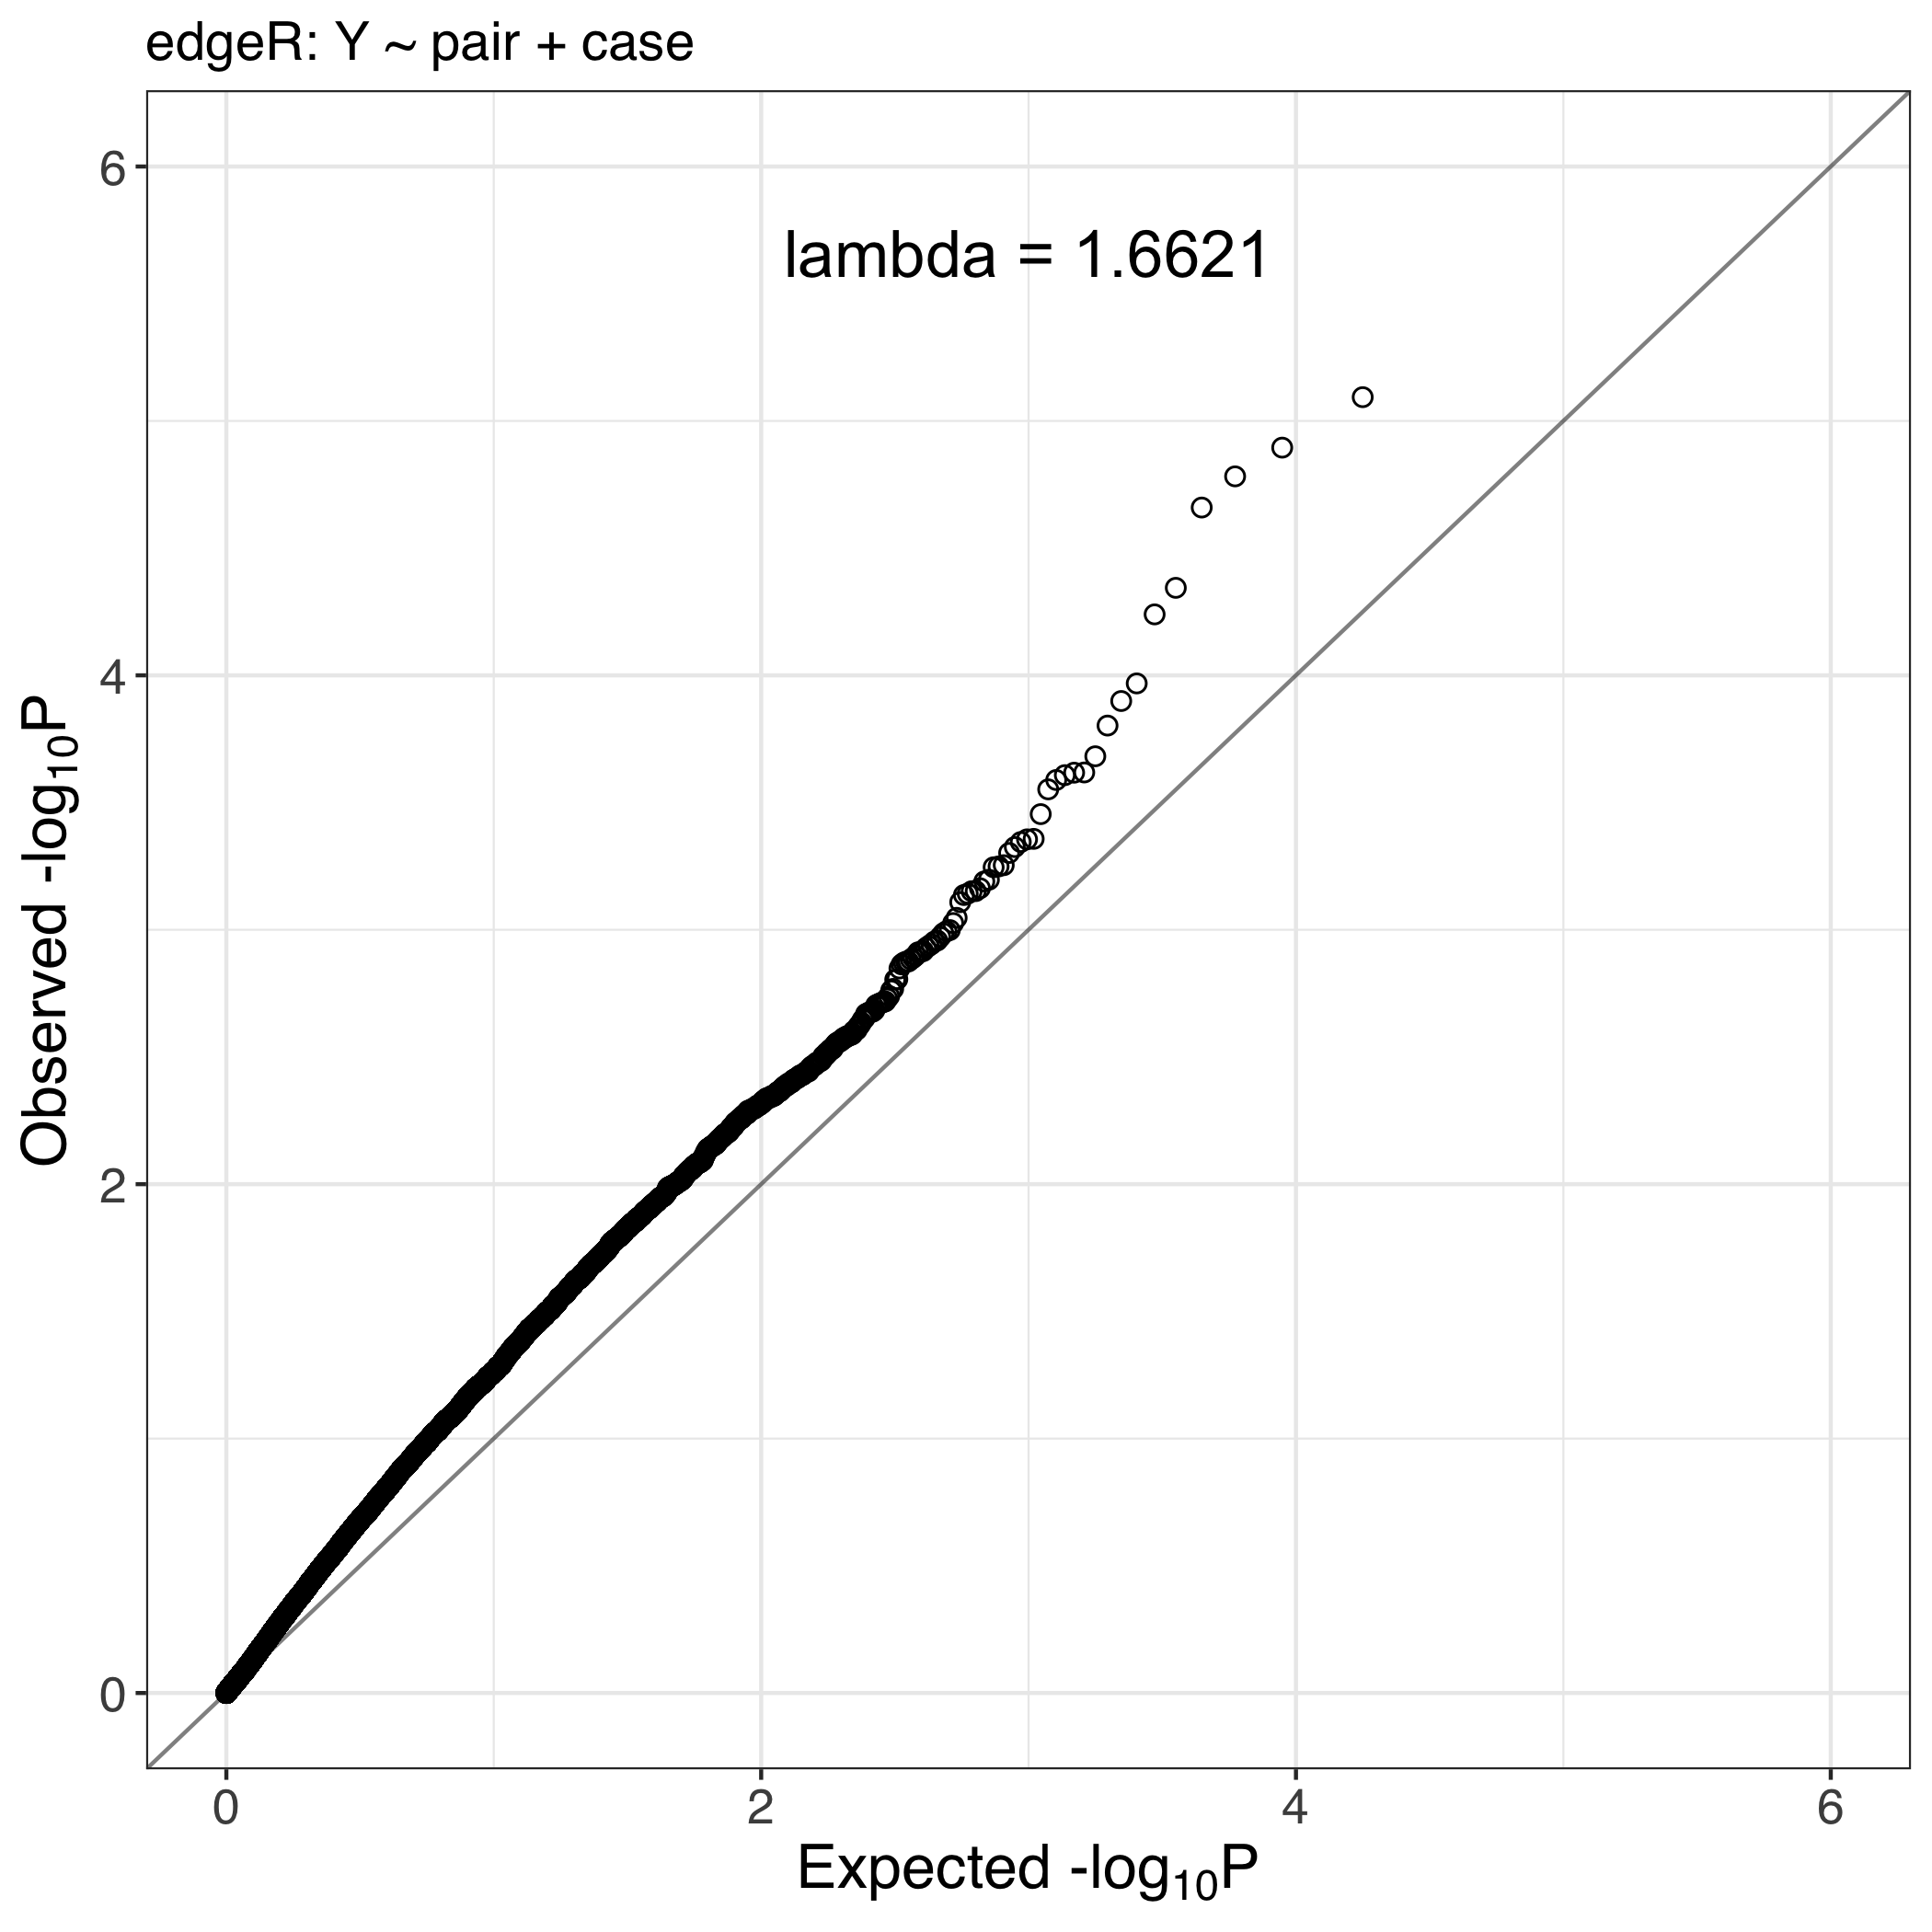 edgeR: Y ~ pair + case
lambda = 1.6621
6
4
2
0
Observed -log10P
0 2 4 6
Expected -log10P